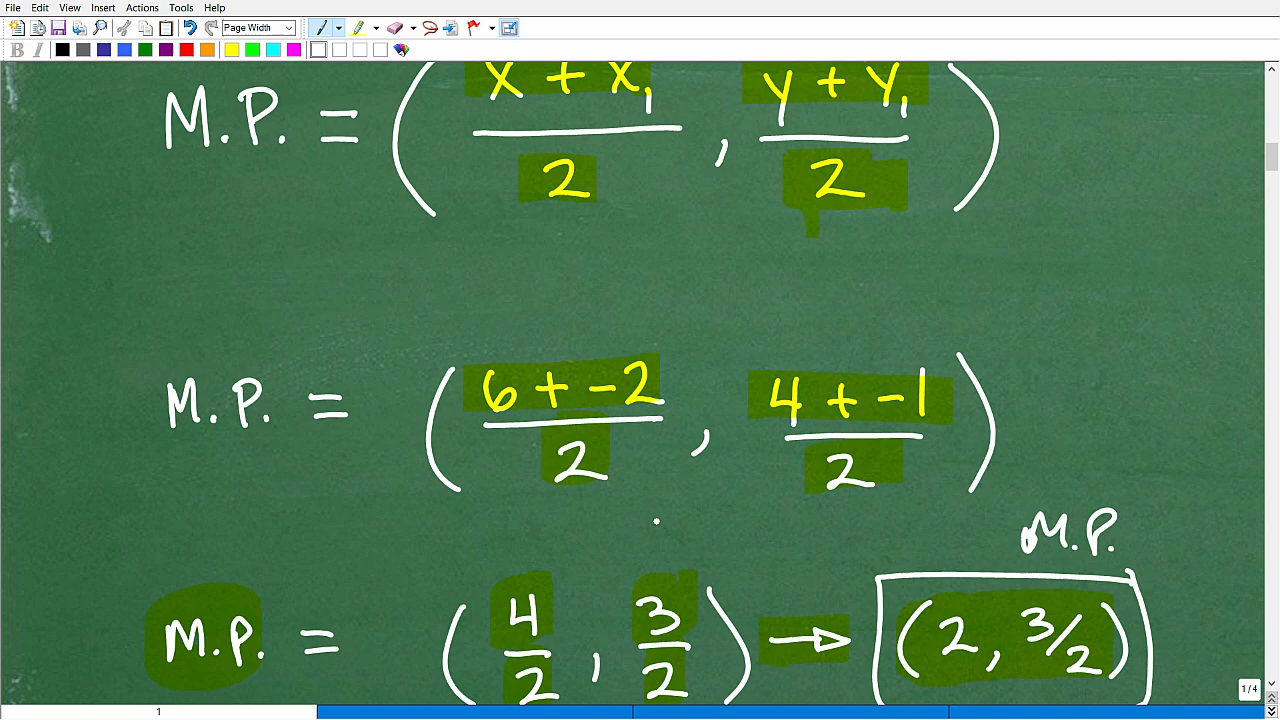 File Edit View Insert Actions Tools Help
Page Width
B I
M.P. = ( x + x₁ / 2 , y + y₁ / 2 )
M.P. = ( 6 + -2 / 2 , 4 + -1 / 2 )
M.P.
M.P. = ( 4/2 , 3/2 ) → (2, 3/2)
1/4
1